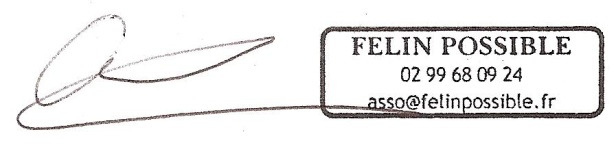 FELIN POSSIBLE
02 99 68 09 24
asso@felinpossible.fr